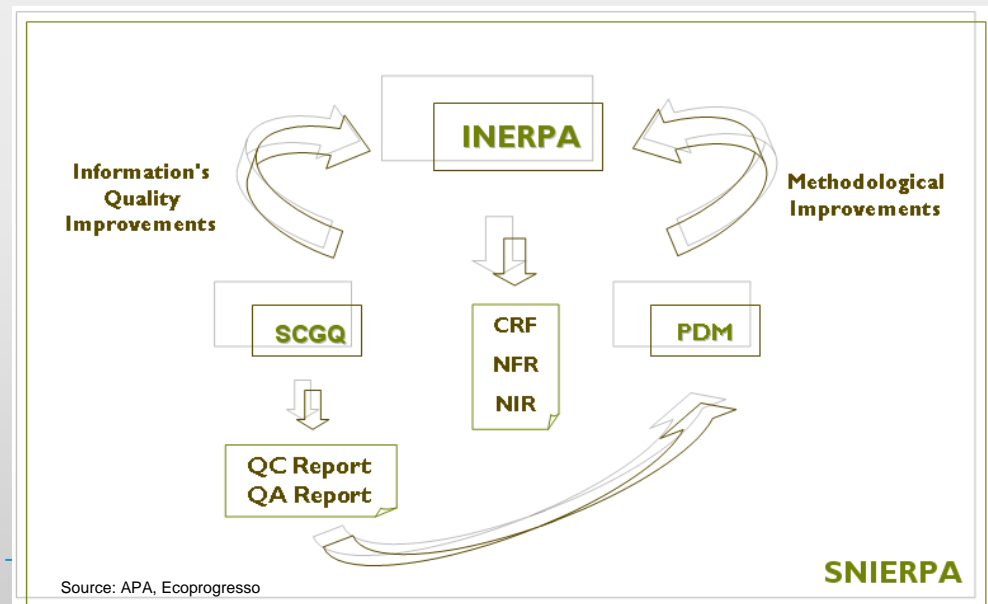 INERPA
Information's
Quality
Improvements
Methodological
Improvements
SCGQ
CRF
NFR
NIR
PDM
QC Report
QA Report
SNIERPA
Source: APA, Ecoprogresso